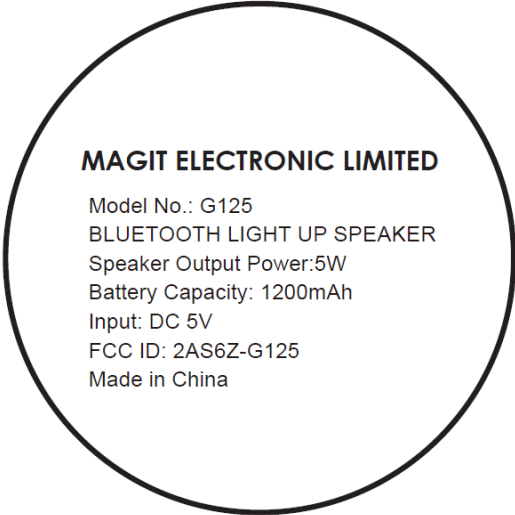 MAGIT ELECTRONIC LIMITED
Model No.: G125
BLUETOOTH LIGHT UP SPEAKER
Speaker Output Power:5W
Battery Capacity: 1200mAh
Input: DC 5V
FCC ID: 2AS6Z-G125
Made in China